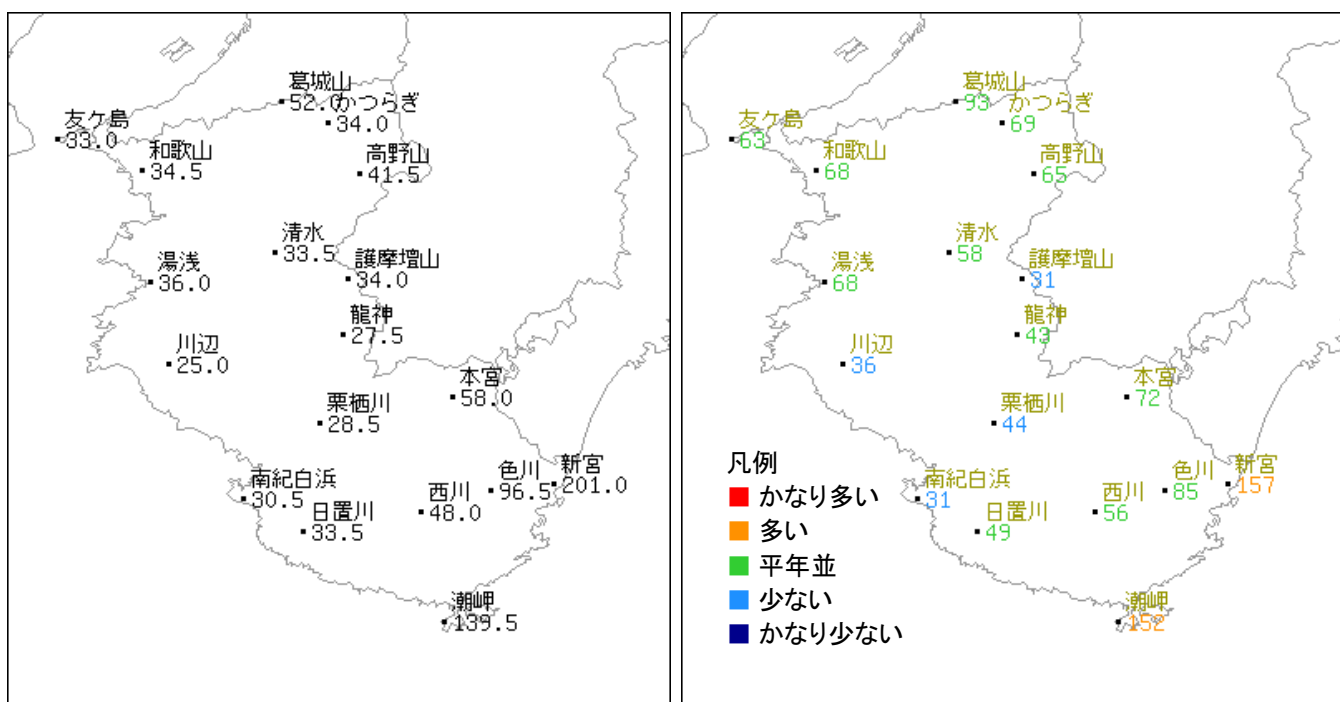 葛城山
52.0
かつらぎ
34.0
友ケ島
33.0
和歌山
34.5
高野山
41.5
清水
33.5
護摩壇山
34.0
湯浅
36.0
龍神
27.5
川辺
25.0
本宮
58.0
栗栖川
28.5
南紀白浜
30.5
日置川
33.5
西川
48.0
色川
96.5
新宮
201.0
潮岬
139.5
葛城山
93
かつらぎ
69
友ケ島
63
和歌山
68
高野山
65
清水
58
護摩壇山
31
湯浅
68
龍神
43
川辺
36
本宮
72
栗栖川
44
南紀白浜
31
日置川
49
西川
56
色川
85
新宮
157
潮岬
152
凡例
かなり多い
多い
平年並
少ない
かなり少ない